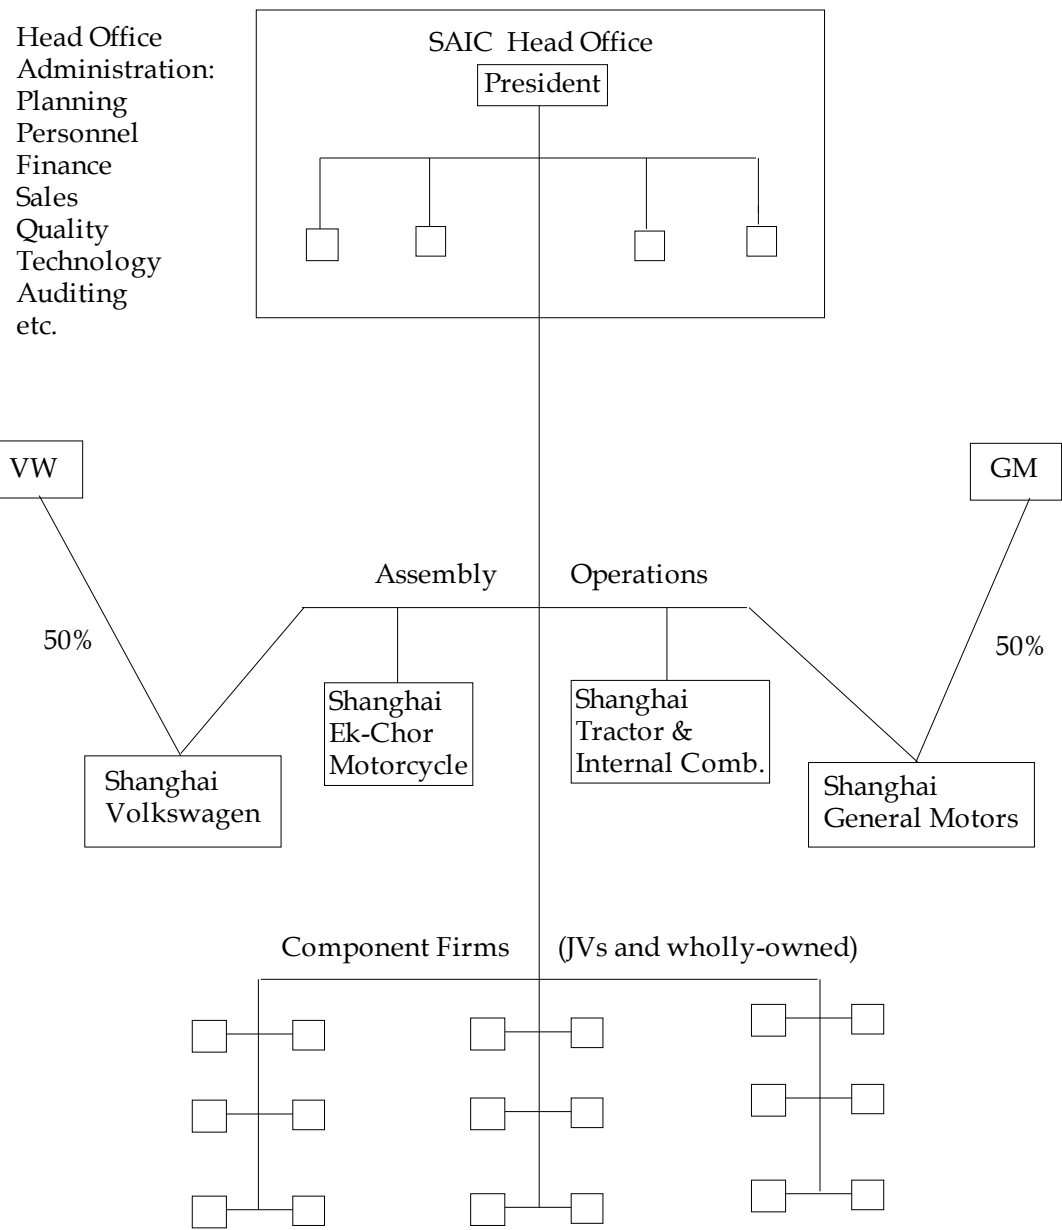 Head Office
Administration:
Planning
Personnel
Finance
Sales
Quality
Technology
Auditing
etc.
SAIC Head Office
President
VW
GM
Assembly Operations
50%
50%
Shanghai
Ek-Chor
Motorcycle
Shanghai
Tractor &
Internal Comb.
Shanghai
Volkswagen
Shanghai
General Motors
Component Firms (JVs and wholly-owned)